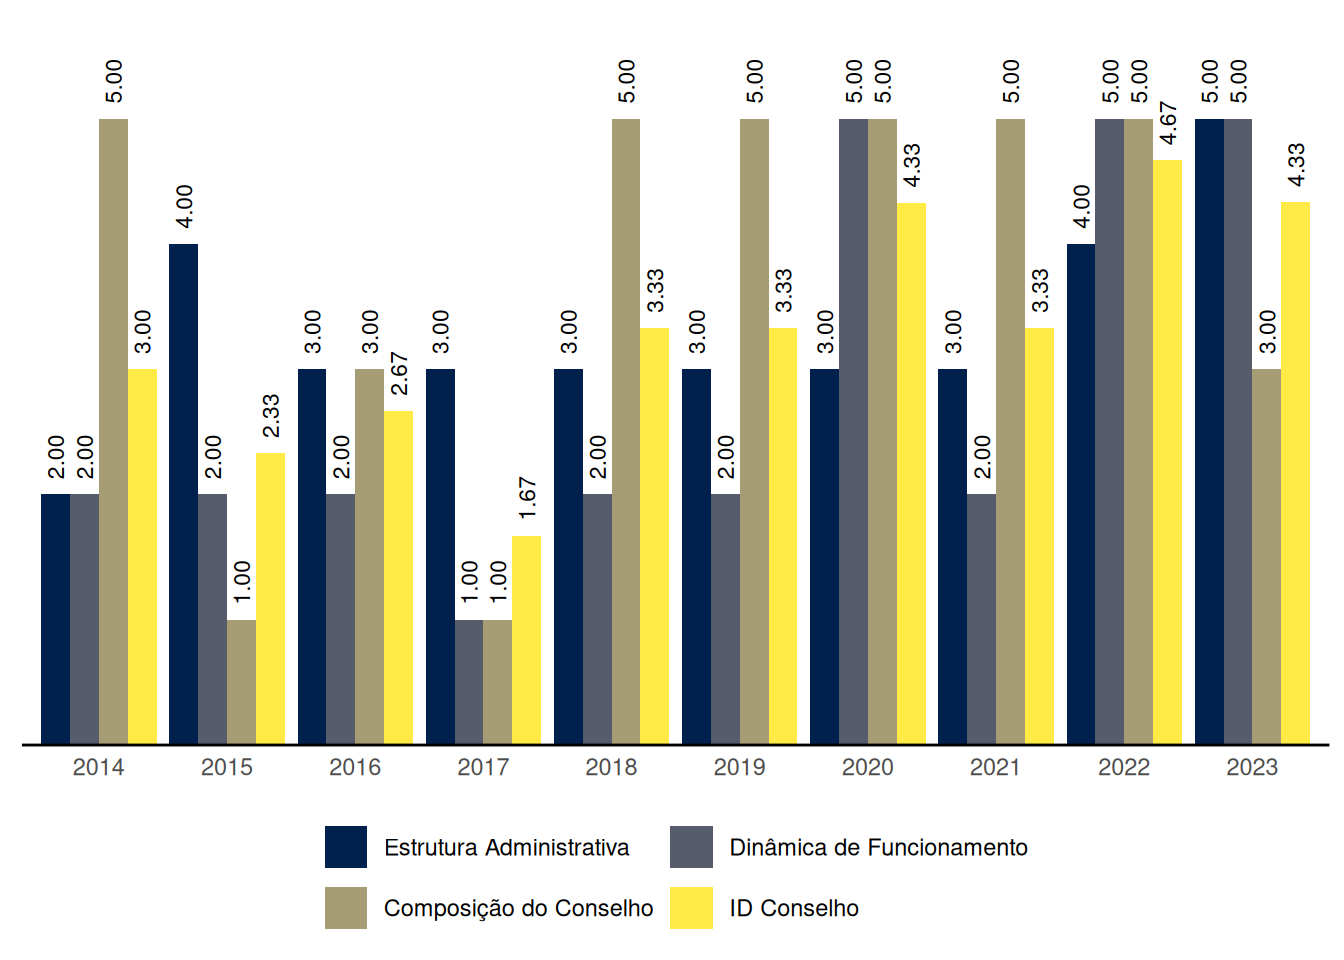 2.00 2.00 5.00 3.00
4.00 2.00 1.00 2.33
3.00 2.00 3.00 2.67
3.00 1.00 1.00 1.67
3.00 2.00 5.00 3.33
3.00 2.00 5.00 3.33
3.00 5.00 5.00 4.33
3.00 2.00 5.00 3.33
4.00 5.00 5.00 4.67
5.00 5.00 3.00 4.33
2014 2015 2016 2017 2018 2019 2020 2021 2022 2023
Estrutura Administrativa Dinâmica de Funcionamento
Composição do Conselho ID Conselho